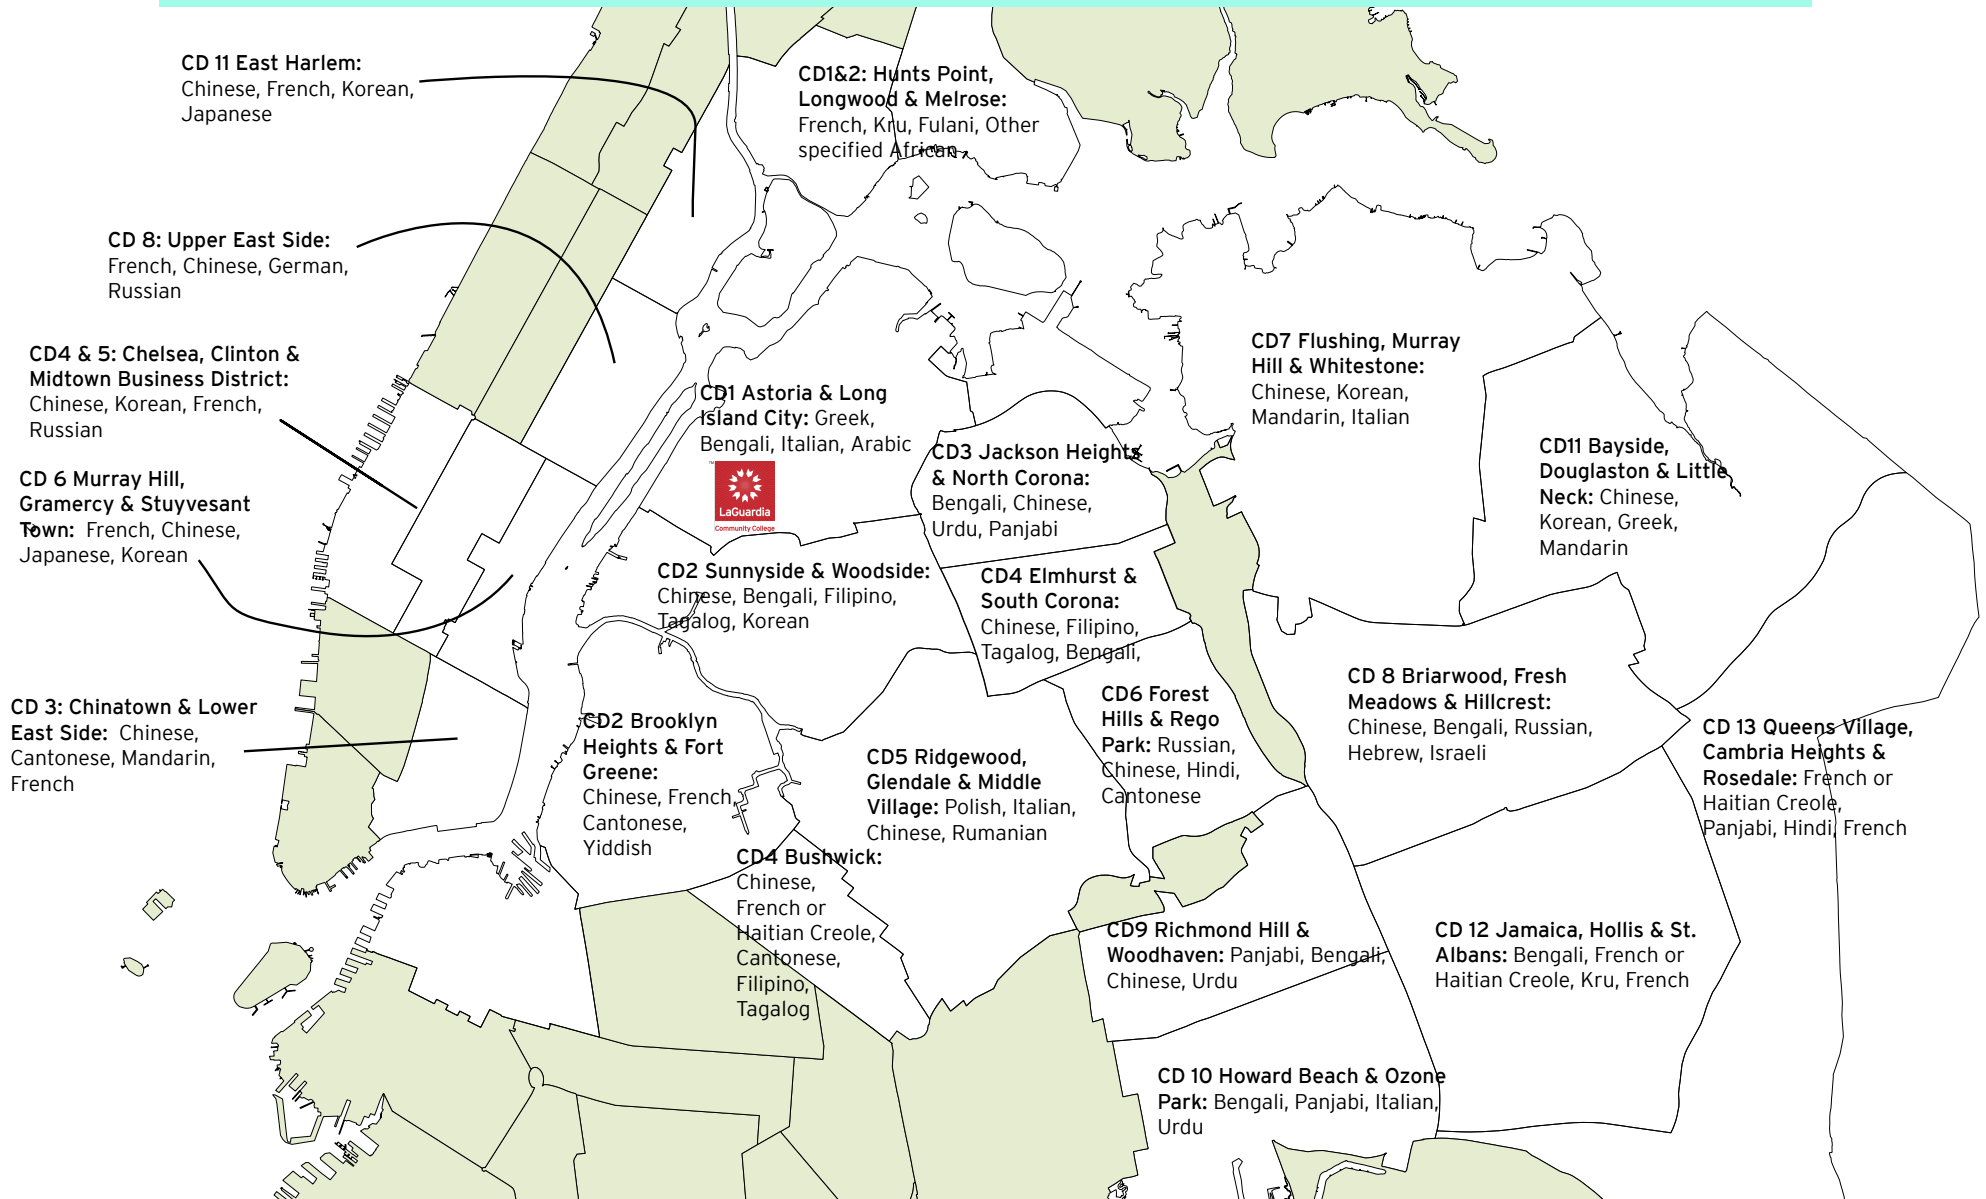 CD 11 East Harlem:
Chinese, French, Korean,
Japanese
CD1&2: Hunts Point,
Longwood & Melrose:
French, Kru, Fulani, Other
specified African
CD 8: Upper East Side:
French, Chinese, German,
Russian
CD4 & 5: Chelsea, Clinton &
Midtown Business District:
Chinese, Korean, French,
Russian
CD 6 Murray Hill,
Gramercy & Stuyvesant
Town: French, Chinese,
Japanese, Korean
CD 3: Chinatown & Lower
East Side: Chinese,
Cantonese, Mandarin,
French
CD1 Astoria & Long
Island City: Greek,
Bengali, Italian, Arabic
TM
LaGuardia
Community College
CD2 Sunnyside & Woodside:
Chinese, Bengali, Filipino,
Tagalog, Korean
CD3 Jackson Heights
& North Corona:
Bengali, Chinese,
Urdu, Panjabi
CD4 Elmhurst &
South Corona:
Chinese, Filipino,
Tagalog, Bengali,
CD7 Flushing, Murray
Hill & Whitestone:
Chinese, Korean,
Mandarin, Italian
CD11 Bayside,
Douglaston & Little
Neck: Chinese,
Korean, Greek,
Mandarin
CD2 Brooklyn
Heights & Fort
Greene:
Chinese, French,
Cantonese,
Yiddish
CD4 Bushwick:
Chinese,
French or
Haitian Creole,
Cantonese,
Filipino,
Tagalog
CD5 Ridgewood,
Glendale & Middle
Village: Polish, Italian,
Chinese, Rumanian
CD6 Forest
Hills & Rego
Park: Russian,
Chinese, Hindi,
Cantonese
CD 8 Briarwood, Fresh
Meadows & Hillcrest:
Chinese, Bengali, Russian,
Hebrew, Israeli
CD 13 Queens Village,
Cambria Heights &
Rosedale: French or
Haitian Creole,
Panjabi, Hindi, French
CD9 Richmond Hill &
Woodhaven: Panjabi, Bengali,
Chinese, Urdu
CD 12 Jamaica, Hollis & St.
Albans: Bengali, French or
Haitian Creole, Kru, French
CD 10 Howard Beach & Ozone
Park: Bengali, Panjabi, Italian,
Urdu